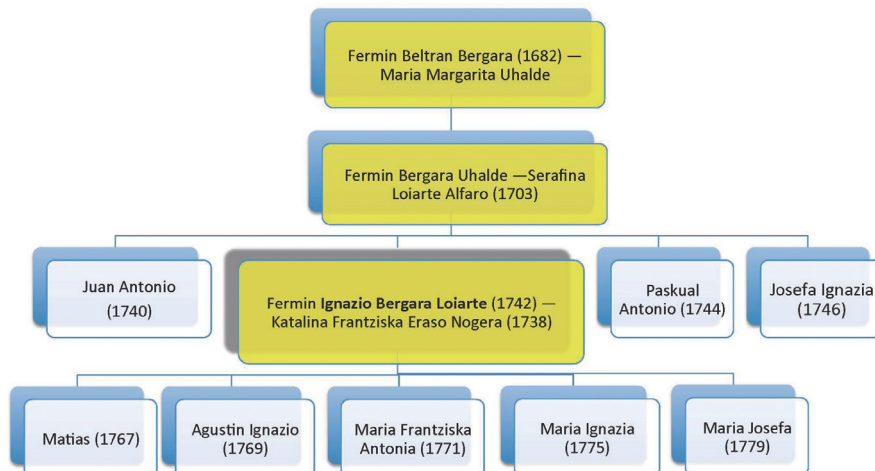 Fermin Beltran Bergara (1682) —
Maria Margarita Uhalde
Fermin Bergara Uhalde —Serafina
Loiarte Alfaro (1703)
Juan Antonio
(1740)
Fermin Ignazio Bergara Loiarte (1742) —
Katalina Frantziska Eraso Nogera (1738)
Paskual
Antonio (1744)
Josefa Ignazia
(1746)
Matias (1767)
Agustin Ignazio
(1769)
Maria Frantziska
Antonia (1771)
Maria Ignazia
(1775)
Maria Josefa
(1779)